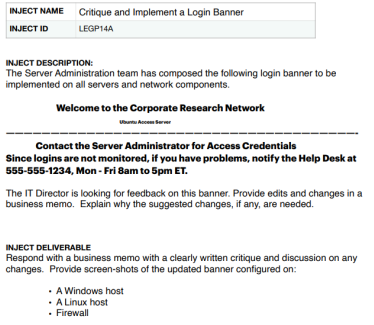 INJECT NAME Critique and Implement a Login Banner
INJECT ID LEGP14A
INJECT DESCRIPTION:
The Server Administration team has composed the following login banner to be
implemented on all servers and network components.
Welcome to the Corporate Research Network
Ubuntu Access Server
Contact the Server Administrator for Access Credentials
Since logins are not monitored, if you have problems, notify the Help Desk at
555-555-1234, Mon - Fri 8am to 5pm ET.
The IT Director is looking for feedback on this banner. Provide edits and changes in a
business memo. Explain why the suggested changes, if any, are needed.
INJECT DELIVERABLE
Respond with a business memo with a clearly written critique and discussion on any
changes. Provide screen-shots of the updated banner configured on:
• A Windows host
• A Linux host
• Firewall